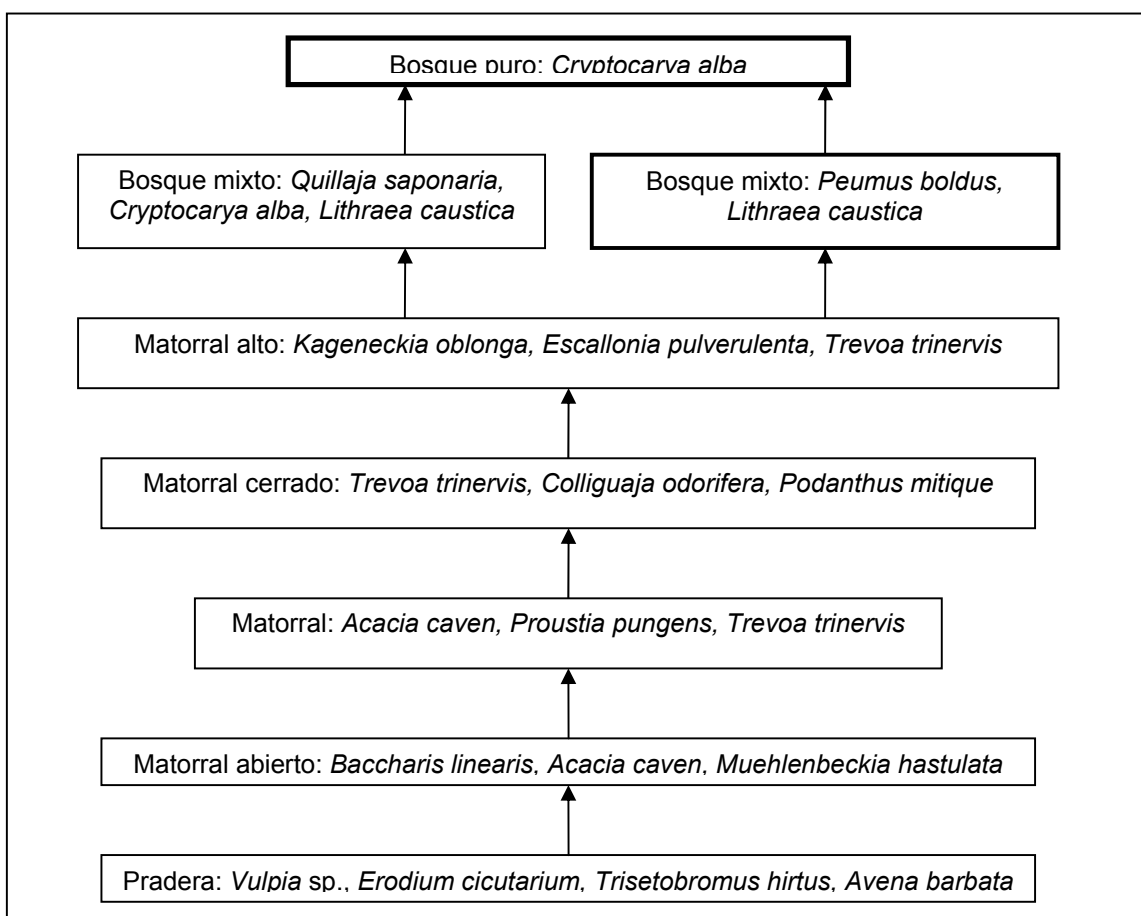 Bosque puro: Cryptocarya alba
Bosque mixto: Quillaja saponaria,
Cryptocarya alba, Lithraea caustica
Bosque mixto: Peumus boldus,
Lithraea caustica
Matorral alto: Kageneckia oblonga, Escallonia pulverulenta, Trevoa trinervis
Matorral cerrado: Trevoa trinervis, Colliguaja odorifera, Podanthus mitique
Matorral: Acacia caven, Proustia pungens, Trevoa trinervis
Matorral abierto: Baccharis linearis, Acacia caven, Muehlenbeckia hastulata
Pradera: Vulpia sp., Erodium cicutarium, Trisetobromus hirtus, Avena barbata